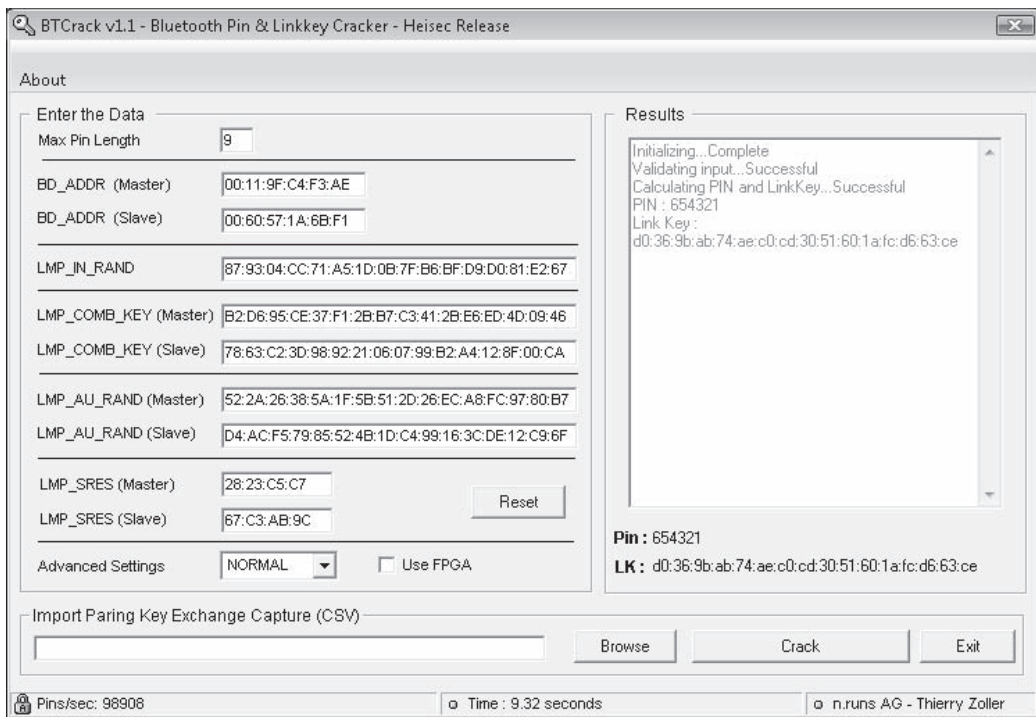 BTCrack v1.1 - Bluetooth Pin & Linkkey Cracker - Heisec Release
About
Enter the Data
Max Pin Length 9
BD_ADDR (Master) 00:11:9F:C4:F3:AE
BD_ADDR (Slave) 00:60:57:1A:6B:F1
LMP_IN_RAND 87:93:04:CC:71:A5:1D:0B:7F:B6:BF:D9:D0:81:E2:67
LMP_COMB_KEY (Master) B2:D6:95:CE:37:F1:2B:B7:C3:41:2B:E6:ED:4D:09:46
LMP_COMB_KEY (Slave) 78:63:C2:3D:98:92:21:06:07:99:B2:A4:12:8F:00:CA
LMP_AU_RAND (Master) 52:2A:26:38:5A:1F:5B:51:2D:26:EC:A8:FC:97:80:B7
LMP_AU_RAND (Slave) D4:AC:F5:79:85:52:4B:1D:C4:99:16:3C:DE:12:C9:6F
LMP_SRES (Master) 28:23:C5:C7
LMP_SRES (Slave) 67:C3:AB:9C
Reset
Advanced Settings NORMAL Use FPGA
Results
Initializing...Complete
Validating input...Successful
Calculating PIN and LinkKey...Successful
PIN : 654321
Link Key :
d0:36:9b:ab:74:ae:c0:cd:30:51:60:1a:fc:d6:63:ce
Pin : 654321
LK : d0:36:9b:ab:74:ae:c0:cd:30:51:60:1a:fc:d6:63:ce
Import Paring Key Exchange Capture (CSV)
Browse Crack Exit
Pins/sec: 98908 Time : 9.32 seconds n.runs AG - Thierry Zoller